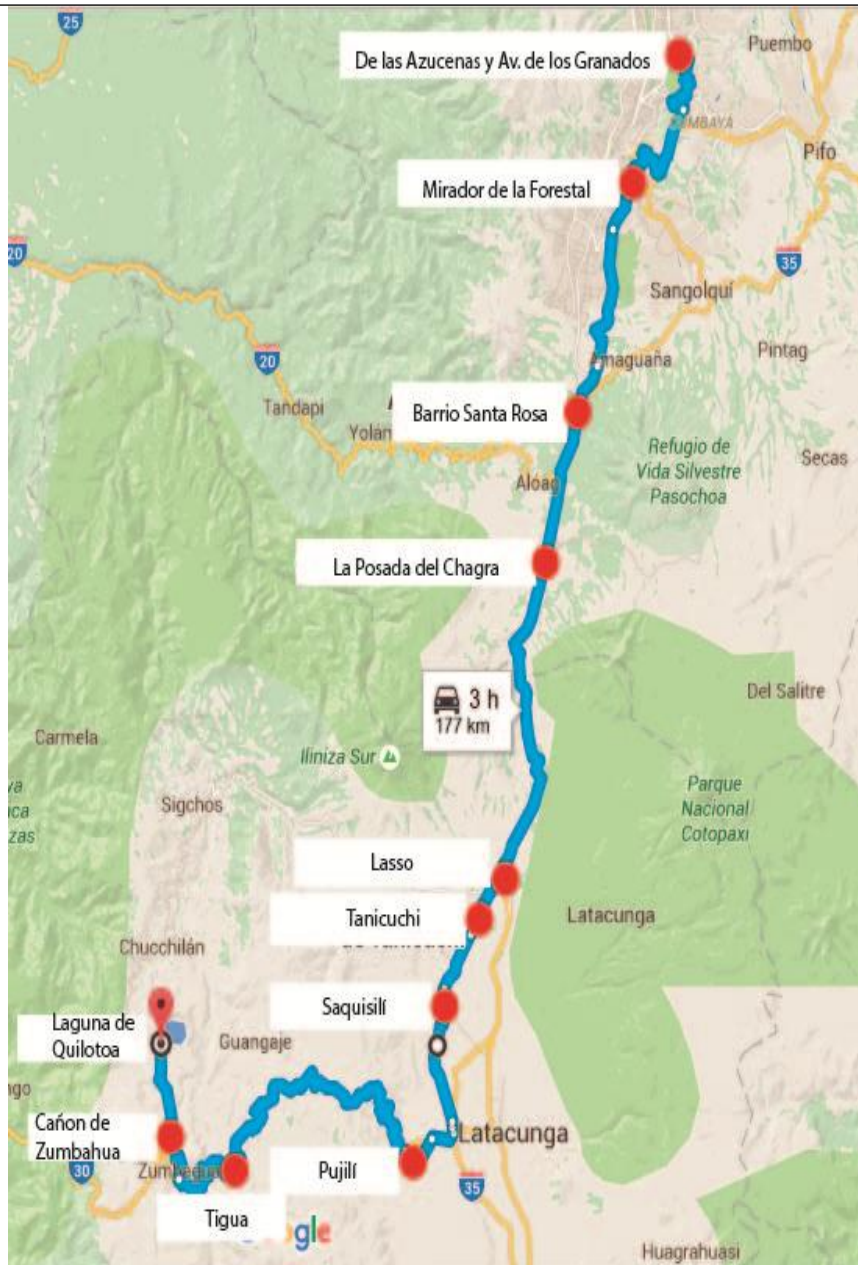 25
De las Azucenas y Av. de los Granados
Puembo
Pifo
Mirador de la Forestal
20
35
Sangolquí
Amaguaña
Pintag
20
Tandapi
Barrio Santa Rosa
Refugio de
Vida Silvestre
Pasochoa
Secas
Aloag
La Posada del Chagra
3 h
177 km
Del Salitre
Carmela
Iliniza Sur
Sigchos
Parque
Nacional
Cotopaxi
Lasso
Tanicuchi
Latacunga
Chucchilán
Saquisilí
Laguna de
Quilotoa
Guangaje
Cañon de
Zumbahua
Latacunga
30
Pujilí
35
Tigua
Huagrahuasi